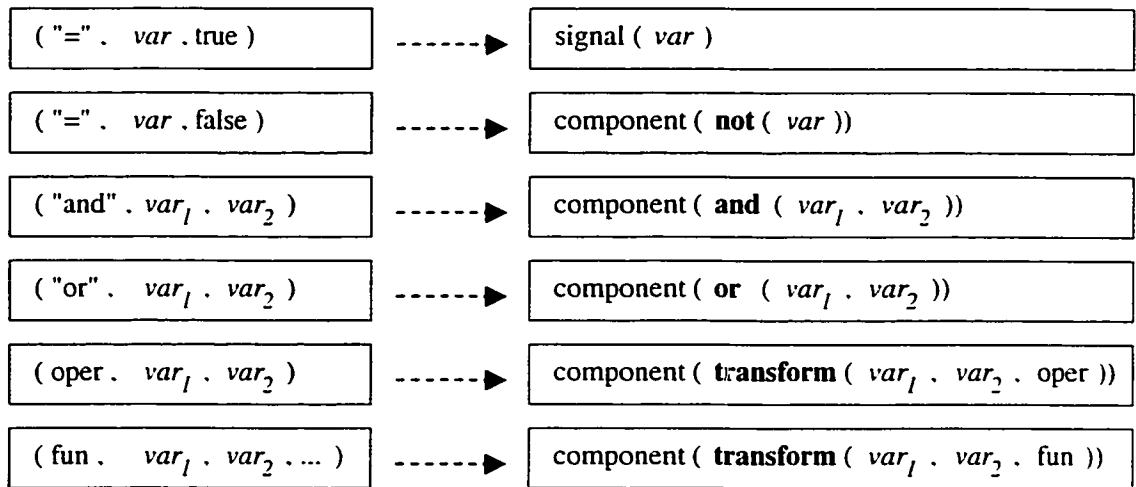 ( "=" . var . true ) signal ( var )
( "=" . var . false ) component ( not ( var ))
( "and" . var1 . var2 ) component ( and ( var1 . var2 ))
( "or" . var1 . var2 ) component ( or ( var1 . var2 ))
( oper . var1 . var2 ) component ( transform ( var1 . var2 . oper ))
( fun . var1 . var2 . ... ) component ( transform ( var1 . var2 . fun ))